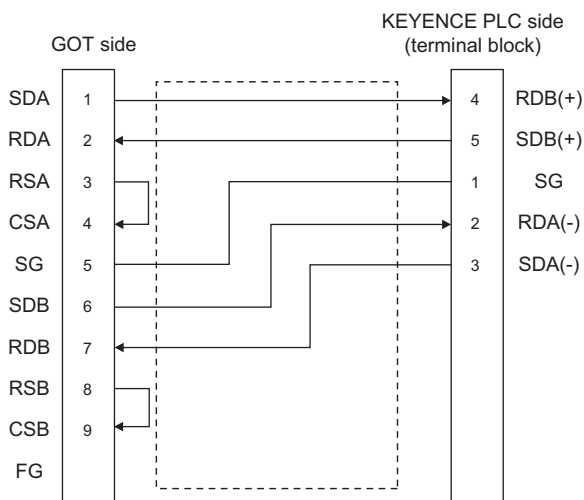 KEYENCE PLC side
GOT side (terminal block)
SDA 1 4 RDB(+)
RDA 2 5 SDB(+)
RSA 3 1 SG
CSA 4 2 RDA(-)
SG 5 3 SDA(-)
SDB 6
RDB 7
RSB 8
CSB 9
FG